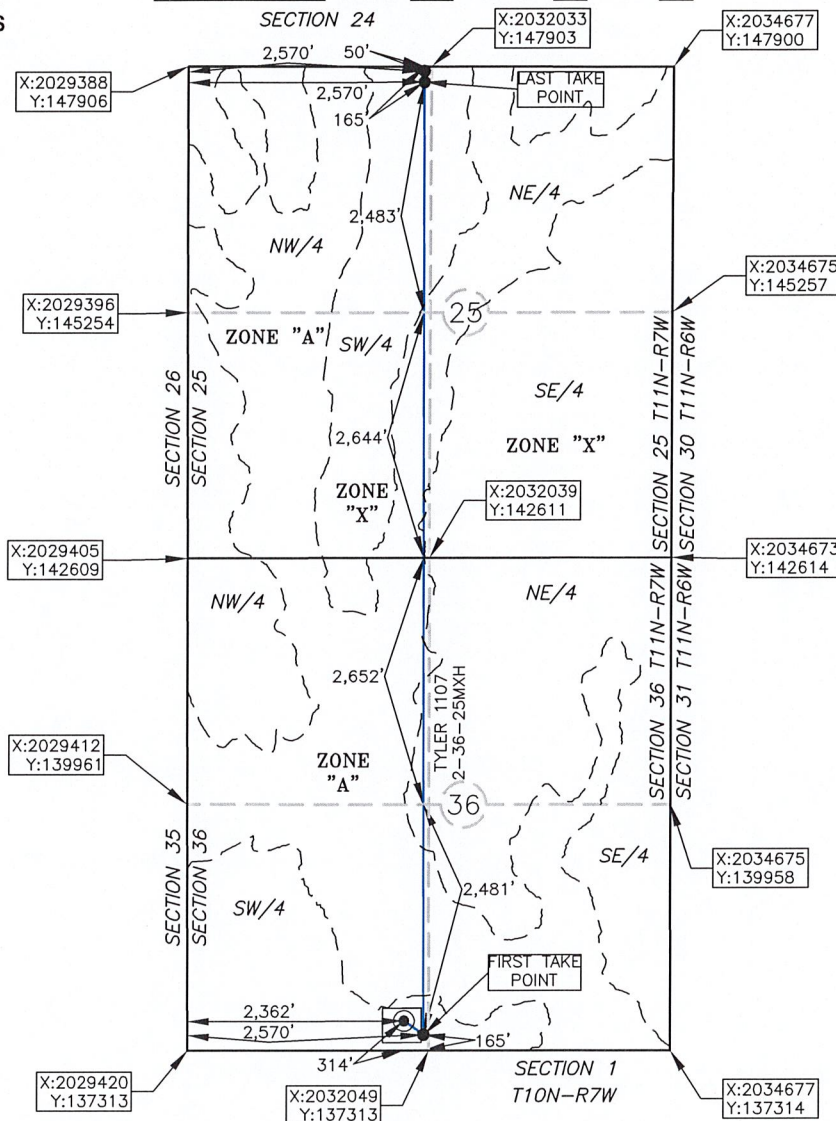 S
SECTION 24
X:2032033
Y:147903
X:2034677
Y:147900
2,570'
50'
X:2029388
Y:147906
LAST TAKE
POINT
2,570'
165'
NE/4
2,483'
NW/4
X:2034675
Y:145257
X:2029396
Y:145254
25
ZONE "A"
SW/4
SE/4
SECTION 26
SECTION 25
SECTION 25 T11N-R7W
SECTION 30 T11N-R6W
2,644'
ZONE "X"
ZONE
"X"
X:2032039
Y:142611
X:2029405
Y:142609
X:2034673
Y:142614
NW/4
NE/4
SECTION 36 T11N-R7W
SECTION 31 T11N-R6W
2,652'
TYLER 1107
2-36-25MXH
X:2029412
Y:139961
ZONE
"A"
36
SECTION 35
SECTION 36
SE/4
X:2034675
Y:139958
2,481'
SW/4
FIRST TAKE
POINT
2,362'
2,570'
165'
314'
SECTION 1
T10N-R7W
X:2029420
Y:137313
X:2032049
Y:137313
X:2034677
Y:137314